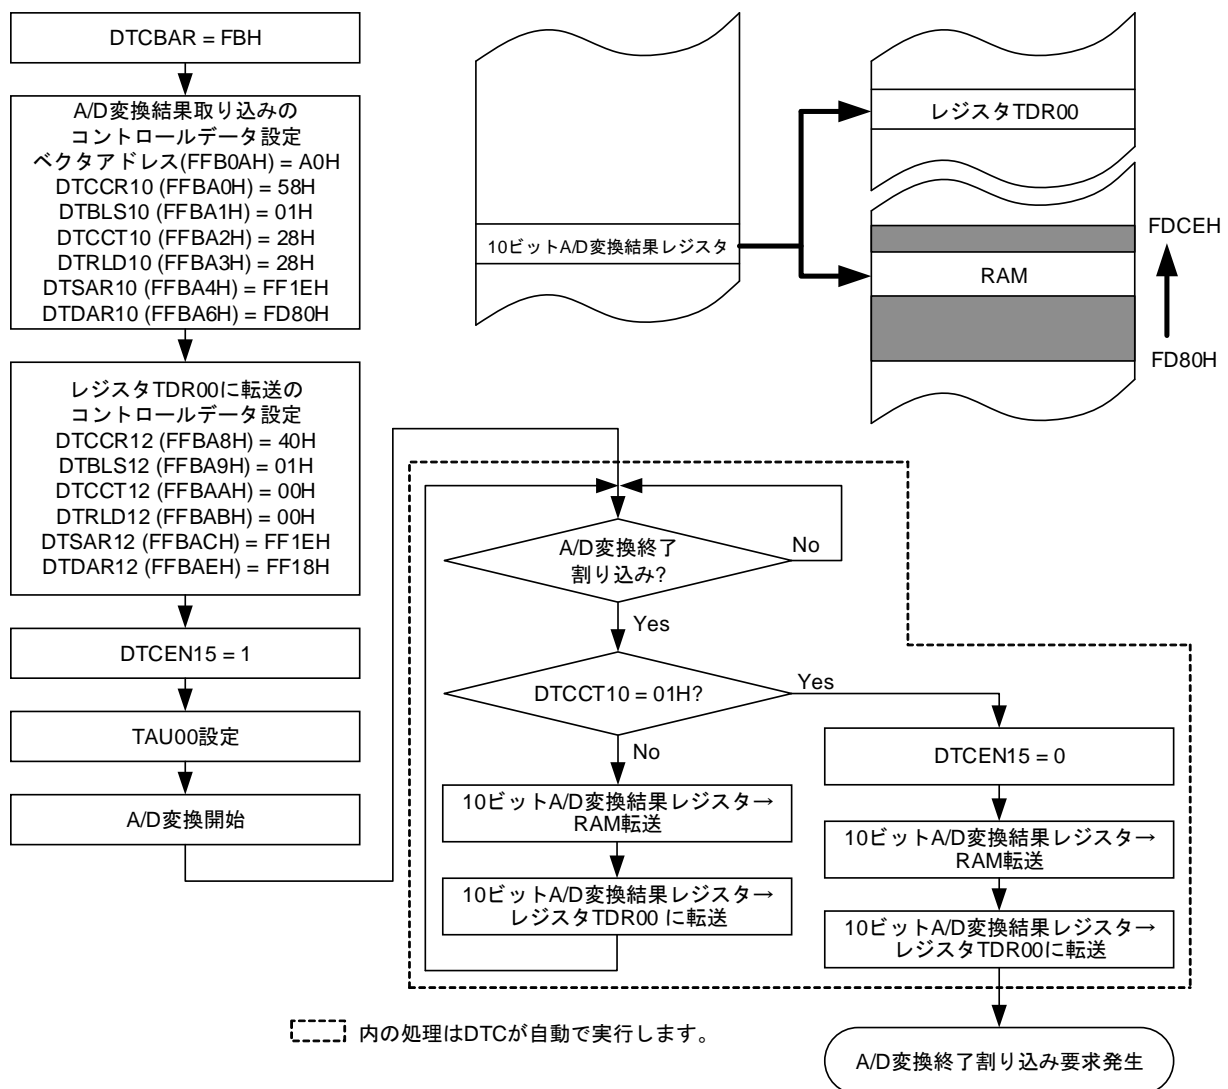 DTCBAR = FBH
A/D変換結果取り込みの
コントロールデータ設定
ベクタアドレス(FFB0AH) = A0H
DTCCR10 (FFBA0H) = 58H
DTBLS10 (FFBA1H) = 01H
DTCCT10 (FFBA2H) = 28H
DTRLD10 (FFBA3H) = 28H
DTSAR10 (FFBA4H) = FF1EH
DTDAR10 (FFBA6H) = FD80H
レジスタTDR00に転送の
コントロールデータ設定
DTCCR12 (FFBA8H) = 40H
DTBLS12 (FFBA9H) = 01H
DTCCT12 (FFBAAH) = 00H
DTRLD12 (FFBABH) = 00H
DTSAR12 (FFBACH) = FF1EH
DTDAR12 (FFBAEH) = FF18H
DTCEN15 = 1
TAU00設定
A/D変換開始
10ビットA/D変換結果レジスタ
レジスタTDR00
FDCEH
RAM
FD80H
A/D変換終了
割り込み?
No
Yes
DTCCT10 = 01H?
Yes
No
10ビットA/D変換結果レジスタ→
RAM転送
10ビットA/D変換結果レジスタ→
レジスタTDR00 に転送
DTCEN15 = 0
10ビットA/D変換結果レジスタ→
RAM転送
10ビットA/D変換結果レジスタ→
レジスタTDR00に転送
A/D変換終了割り込み要求発生
内の処理はDTCが自動で実行します。